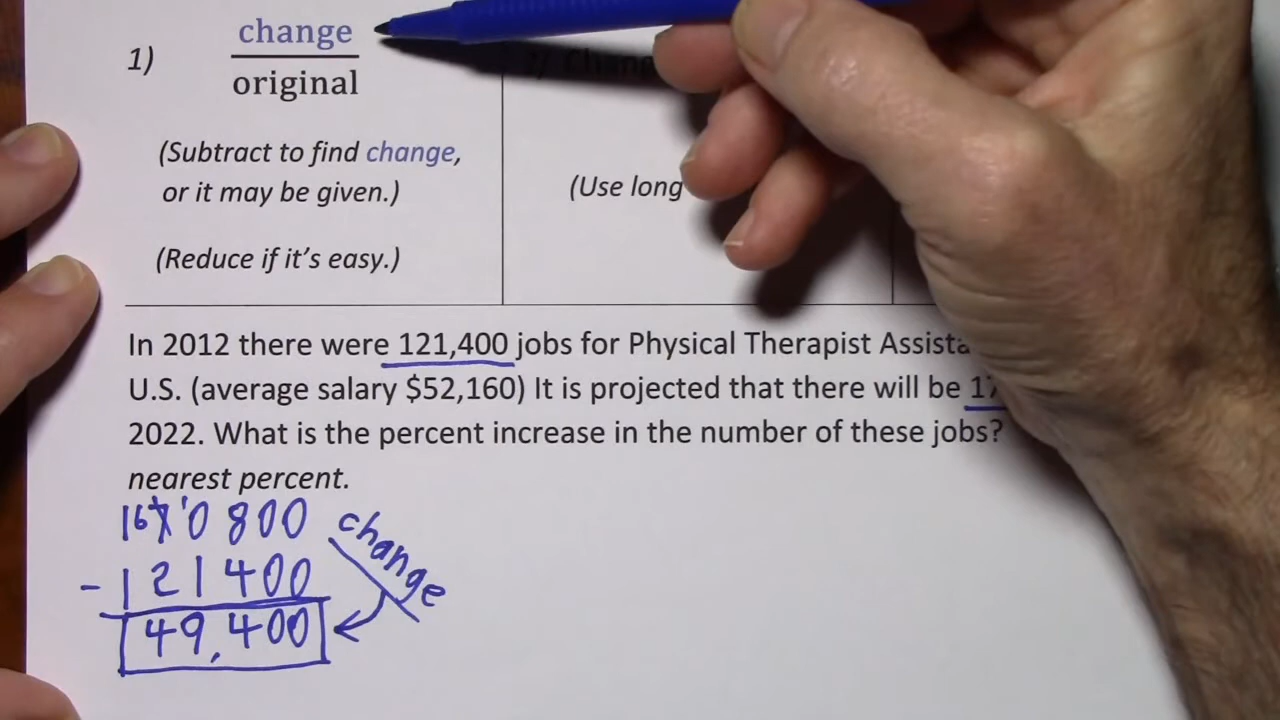 change
1)
original
(Subtract to find change,
or it may be given.)
(Use long
(Reduce if it's easy.)
In 2012 there were 121,400 jobs for Physical Therapist
U.S. (average salary $52,160) It is projected that there will be 17
2022. What is the percent increase in the number of these jobs?
nearest percent.
170800
change
- 121400
49,400